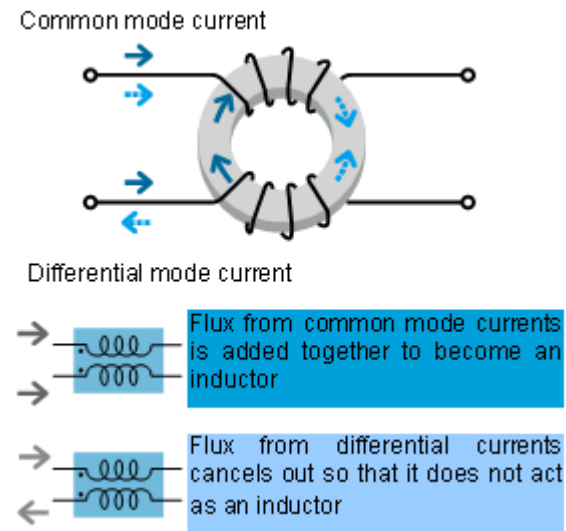 Common mode current
Differential mode current
Flux from common mode currents
is added together to become an
inductor
Flux from differential currents
cancels out so that it does not act
as an inductor